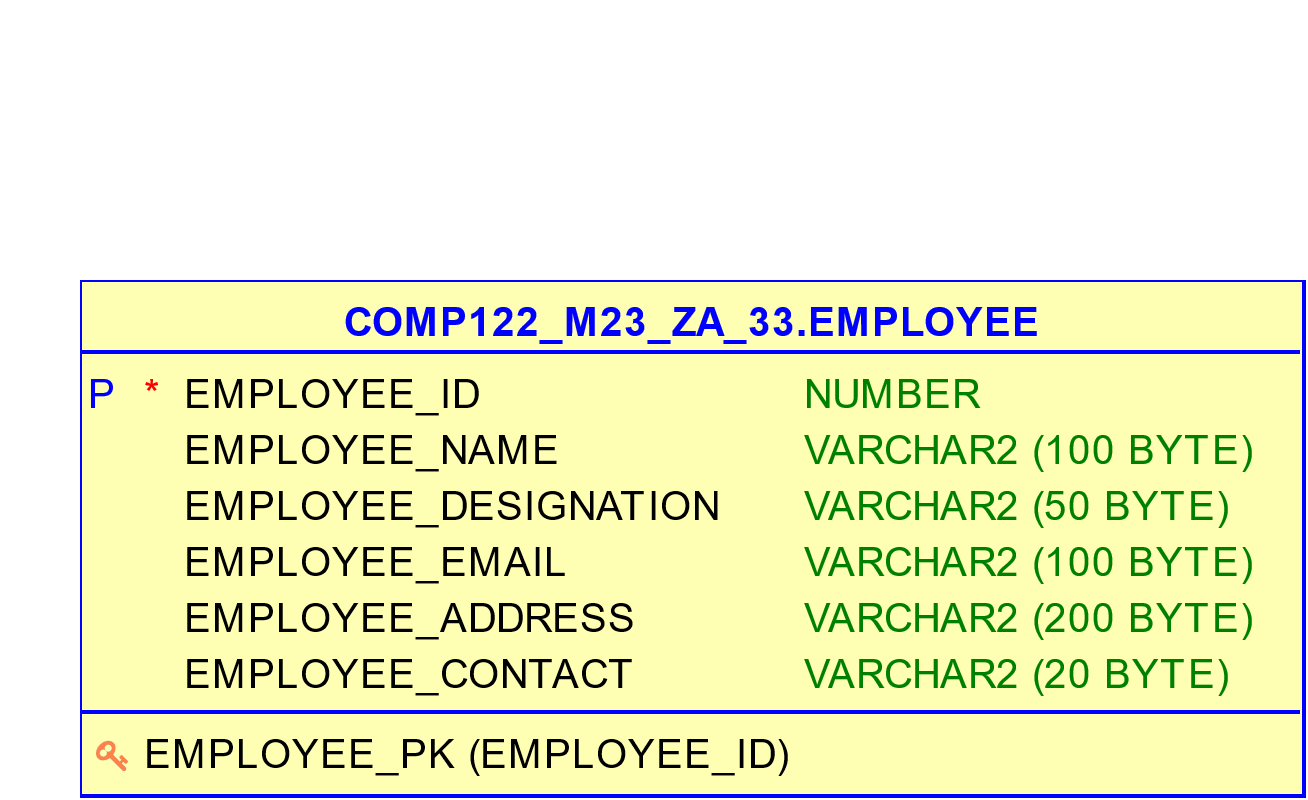 COMP122_M23_ZA_33.EMPLOYEE
P * EMPLOYEE_ID NUMBER
EMPLOYEE_NAME VARCHAR2 (100 BYTE)
EMPLOYEE_DESIGNATION VARCHAR2 (50 BYTE)
EMPLOYEE_EMAIL VARCHAR2 (100 BYTE)
EMPLOYEE_ADDRESS VARCHAR2 (200 BYTE)
EMPLOYEE_CONTACT VARCHAR2 (20 BYTE)
EMPLOYEE_PK (EMPLOYEE_ID)